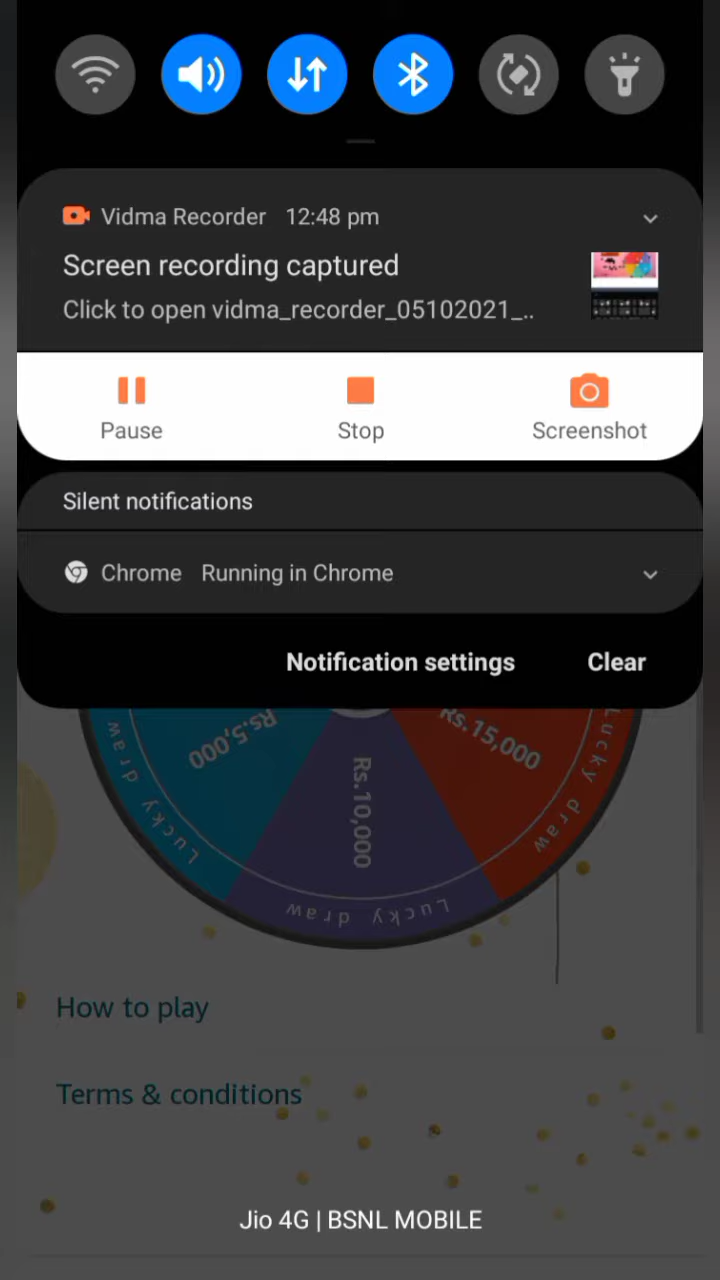 Vidma Recorder 12:48 pm
Screen recording captured
Click to open vidma_recorder_05102021_..
Pause Stop Screenshot
Silent notifications
Chrome Running in Chrome
Notification settings Clear
Rs.5,000
Rs.10,000
Rs.15,000
Lucky draw
Lucky draw
Lucky draw
How to play
Terms & conditions
Jio 4G | BSNL MOBILE